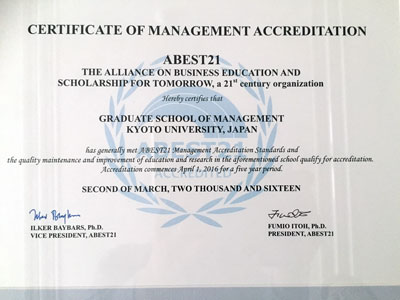 CERTIFICATE OF MANAGEMENT ACCREDITATION
ABEST21
THE ALLIANCE ON BUSINESS EDUCATION AND
SCHOLARSHIP FOR TOMORROW, a 21st century organization
Hereby certifies that
GRADUATE SCHOOL OF MANAGEMENT
KYOTO UNIVERSITY, JAPAN
has generally met ABEST21 Management Accreditation Standards and
the quality maintenance and improvement of education and research in the aforementioned school qualify for accreditation.
Accreditation commences April 1, 2016 for a five year period.
ABEST21
ACCREDITED
SECOND OF MARCH, TWO THOUSAND AND SIXTEEN
ILKER BAYBARS, Ph.D.
VICE PRESIDENT, ABEST21
FUMIO ITOH, Ph.D.
PRESIDENT, ABEST21